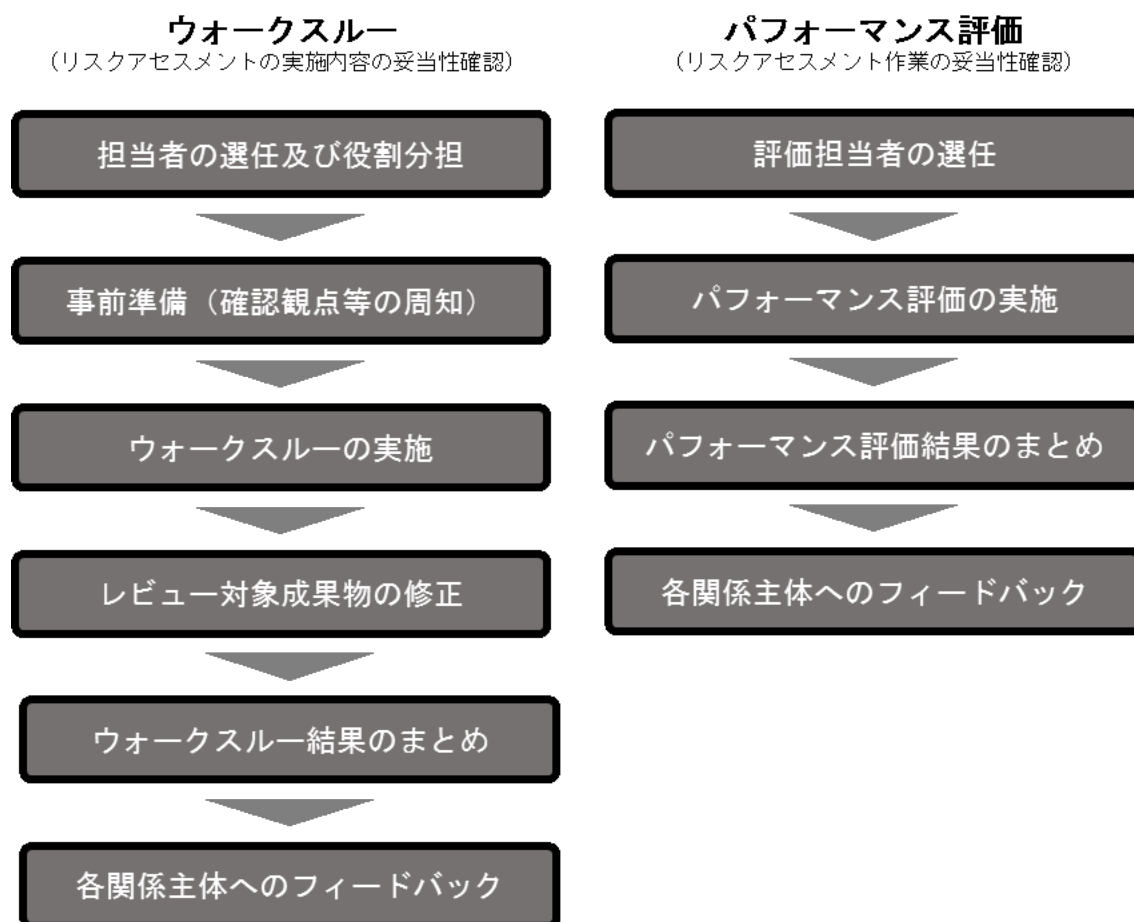 ウォークスルー
（リスクアセスメントの実施内容の妥当性確認）
担当者の選任及び役割分担
事前準備（確認観点等の周知）
ウォークスルーの実施
レビュー対象成果物の修正
ウォークスルー結果のまとめ
各関係主体へのフィードバック
パフォーマンス評価
（リスクアセスメント作業の妥当性確認）
評価担当者の選任
パフォーマンス評価の実施
パフォーマンス評価結果のまとめ
各関係主体へのフィードバック